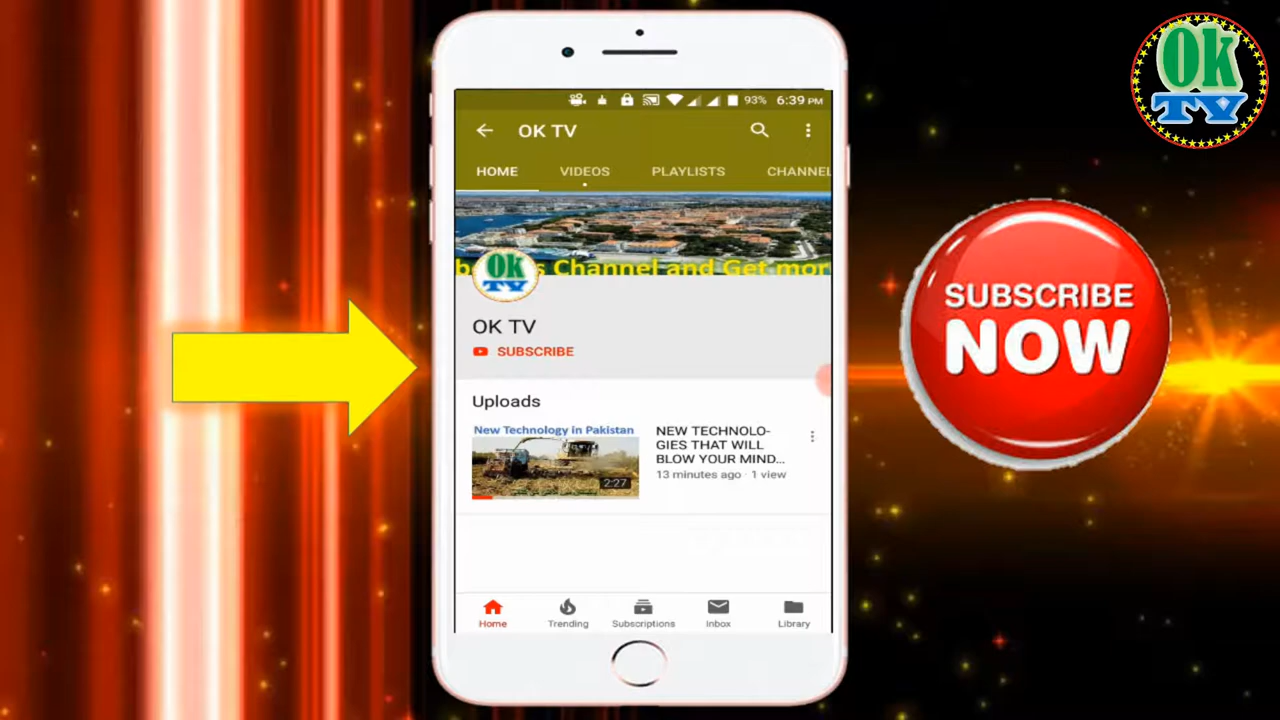 Ok
TV
93% 6:39 PM
OK TV
HOME VIDEOS PLAYLISTS CHANNEL
Channel and Get mor
Ok
TV
OK TV
SUBSCRIBE
Uploads
New Technology in Pakistan
2:27
NEW TECHNOLO-
GIES THAT WILL
BLOW YOUR MIND...
13 minutes ago · 1 view
Home Trending Subscriptions Inbox Library
SUBSCRIBE
NOW